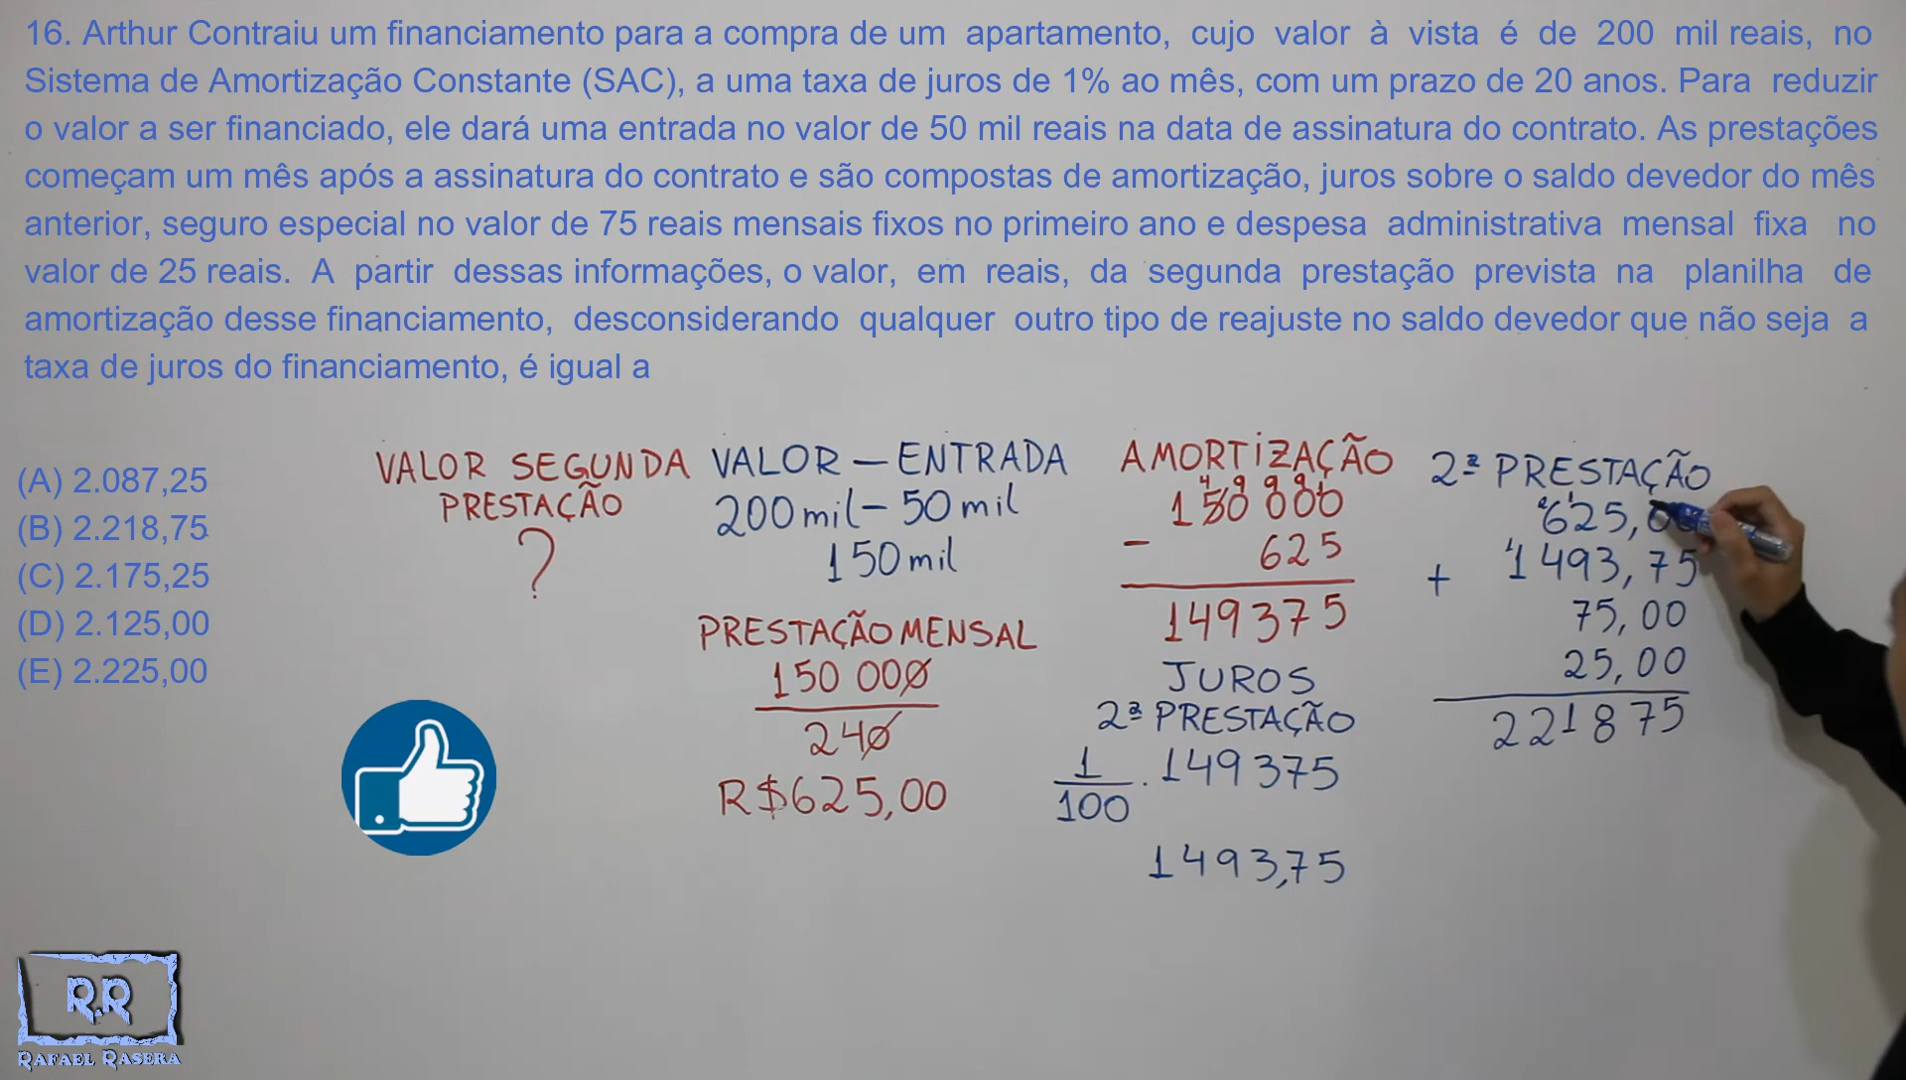 16. Arthur Contraiu um financiamento para a compra de um apartamento, cujo valor à vista é de 200 mil reais, no
Sistema de Amortização Constante (SAC), a uma taxa de juros de 1% ao mês, com um prazo de 20 anos. Para reduzir
o valor a ser financiado, ele dará uma entrada no valor de 50 mil reais na data de assinatura do contrato. As prestações
começam um mês após a assinatura do contrato e são compostas de amortização, juros sobre o saldo devedor do mês
anterior, seguro especial no valor de 75 reais mensais fixos no primeiro ano e despesa administrativa mensal fixa no
valor de 25 reais. A partir dessas informações, o valor, em reais, da segunda prestação prevista na planilha de
amortização desse financiamento, desconsiderando qualquer outro tipo de reajuste no saldo devedor que não seja a
taxa de juros do financiamento, é igual a
(A) 2.087,25
(B) 2.218,75
(C) 2.175,25
(D) 2.125,00
(E) 2.225,00
VALOR SEGUNDA
PRESTAÇÃO
?
VALOR — ENTRADA
200 mil - 50 mil
150 mil
PRESTAÇÃO MENSAL
150 000
240
R$625,00
AMORTIZAÇÃO
150 000
- 625
149375
JUROS
2ª PRESTAÇÃO
1
100
. 149375
1493,75
2ª PRESTAÇÃO
625,
+ 1493,75
75,00
25,00
221875
R.R
RAFAEL RASERA